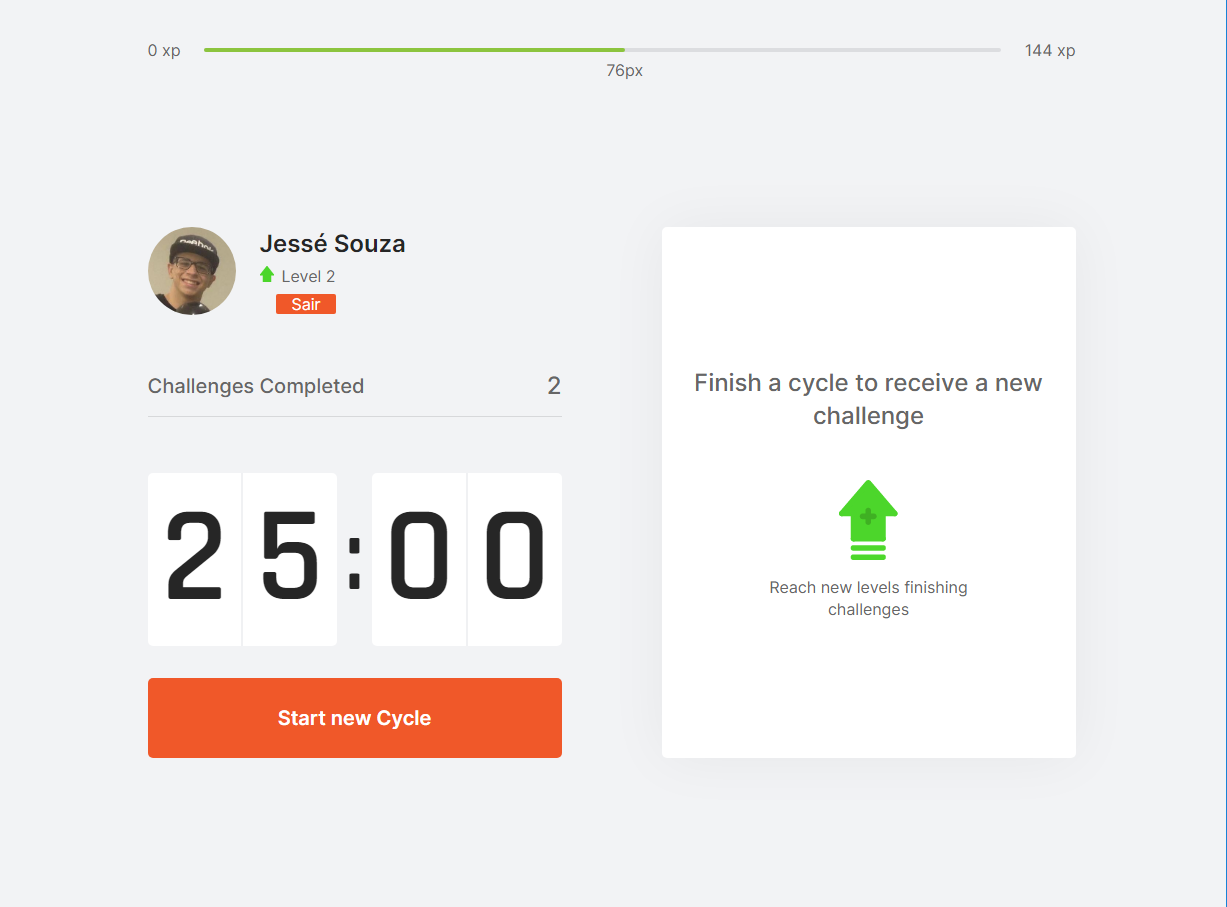 0 xp
144 xp
76px
Jessé Souza
Level 2
Sair
Challenges Completed
2
25:00
Start new Cycle
Finish a cycle to receive a new
challenge
Reach new levels finishing
challenges